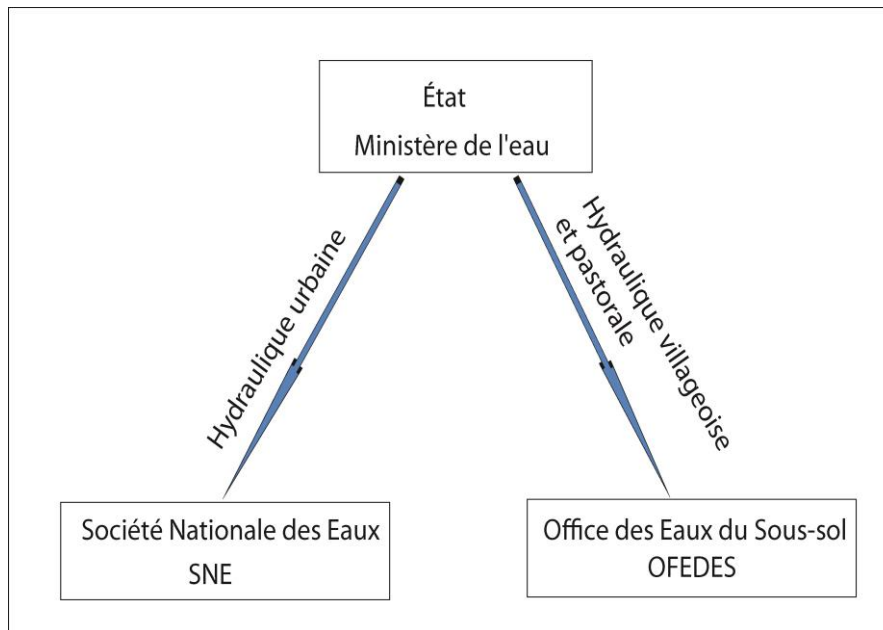 État
Ministère de l'eau
Hydraulique urbaine
Hydraulique villageoise
et pastorale
Société Nationale des Eaux
SNE
Office des Eaux du Sous-sol
OFEDES